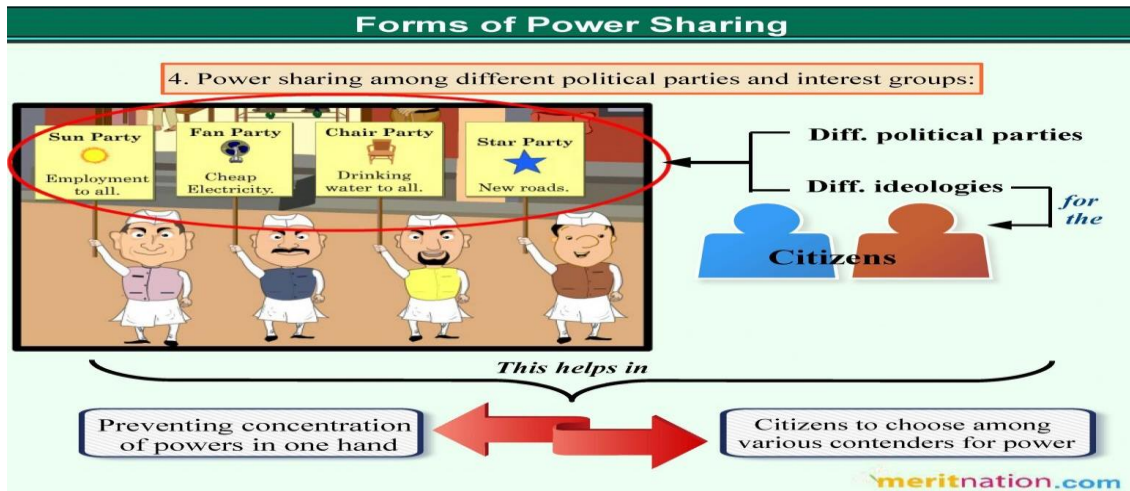 Forms of Power Sharing
4. Power sharing among different political parties and interest groups:
Sun Party
Employment
to all.
Fan Party
Cheap
Electricity.
Chair Party
Drinking
water to all.
Star Party
New roads.
Diff. political parties
Diff. ideologies
for
the
Citizens
This helps in
Preventing concentration
of powers in one hand
Citizens to choose among
various contenders for power
meritnation.com